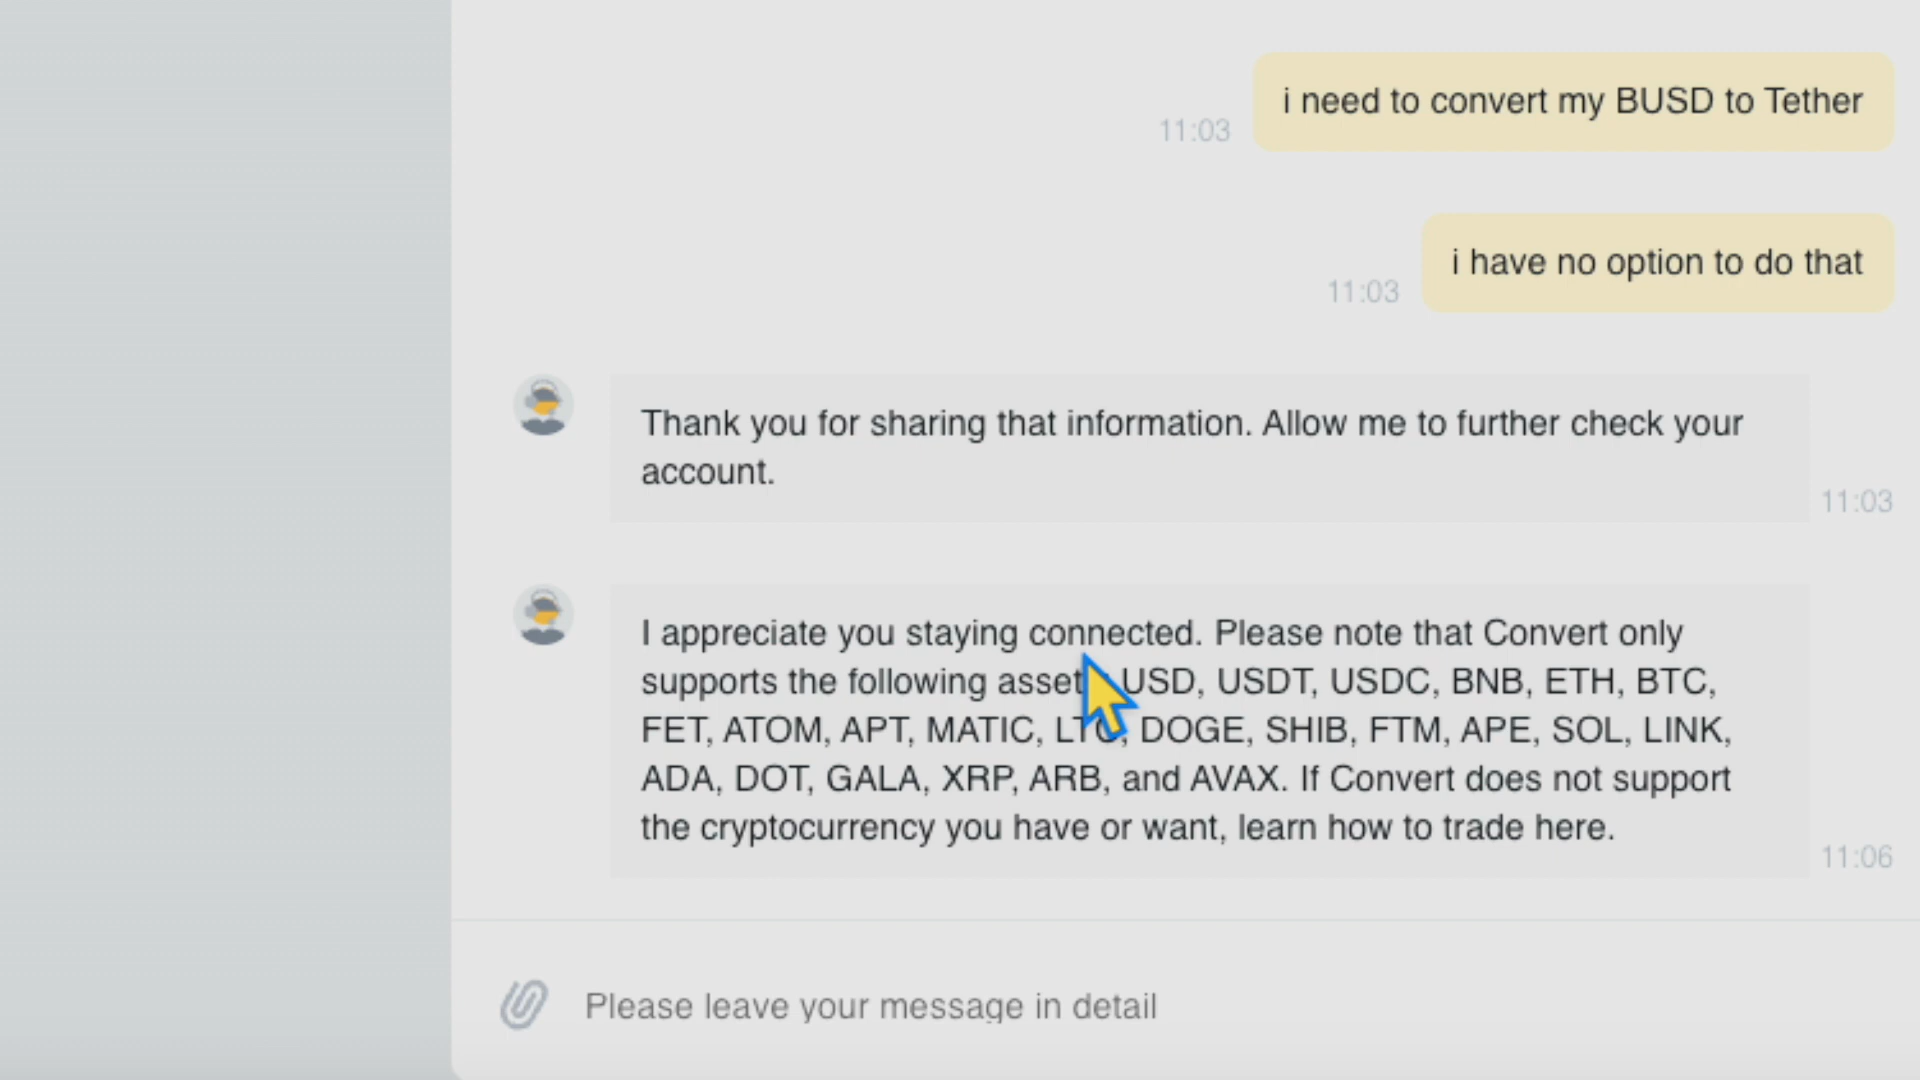 i need to convert my BUSD to Tether
11:03
i have no option to do that
11:03
Thank you for sharing that information. Allow me to further check your
account.
11:03
I appreciate you staying connected. Please note that Convert only
supports the following USD, USDT, USDC, BNB, ETH, BTC,
FET, ATOM, APT, MATIC, LTC, DOGE, SHIB, FTM, APE, SOL, LINK,
ADA, DOT, GALA, XRP, ARB, and AVAX. If Convert does not support
the cryptocurrency you have or want, learn how to trade here.
11:06
Please leave your message in detail